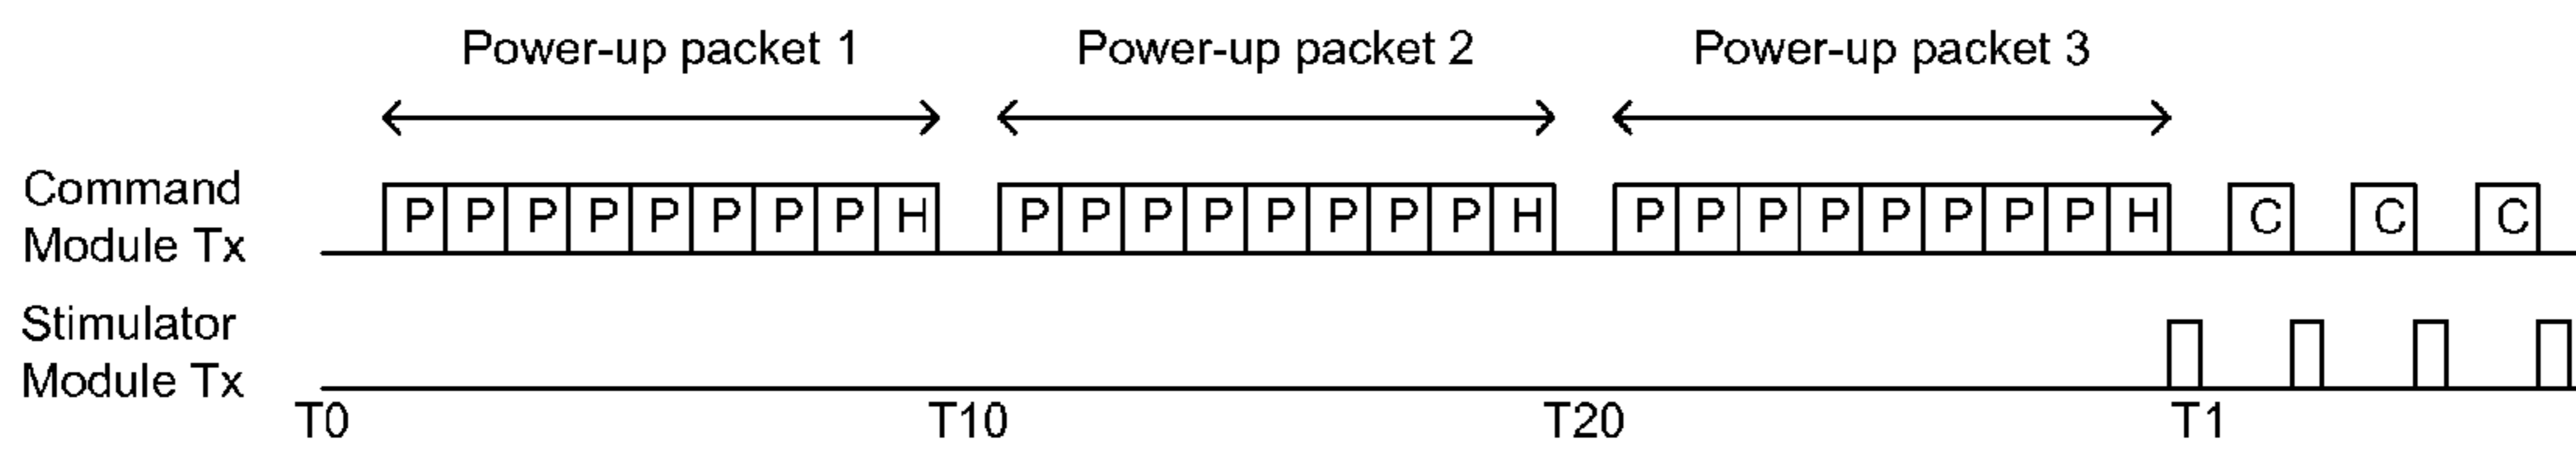 Power-up packet 1 Power-up packet 2 Power-up packet 3
Command
Module Tx
P P P P P P P P H P P P P P P P P H P P P P P P P P H C C C
Stimulator
Module Tx
T0 T10 T20 T1